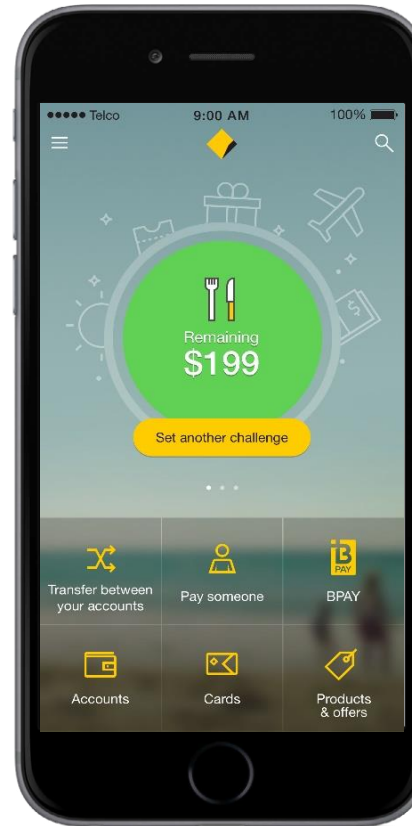 Telco 9:00 AM 100%
Remaining
$199
Set another challenge
Transfer between
your accounts
Pay someone
B
PAY
BPAY
Accounts
Cards
Products
& offers